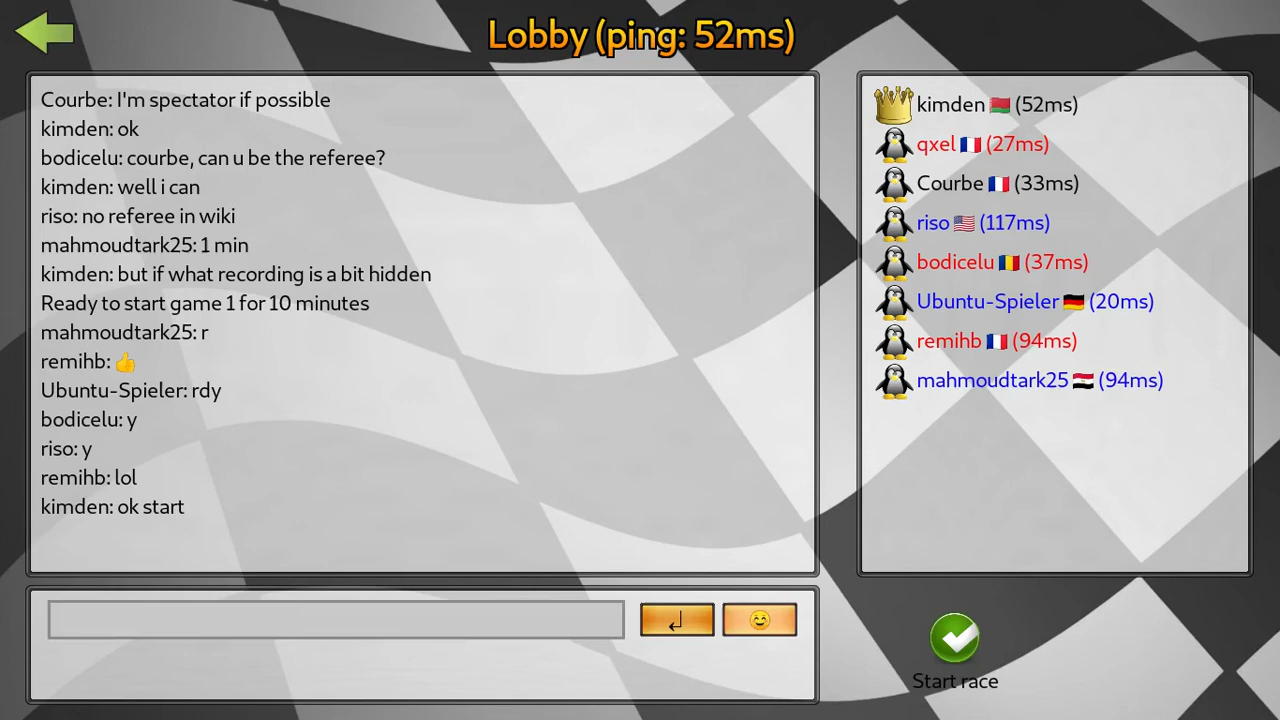 Lobby (ping: 52ms)
Courbe: I'm spectator if possible
kimden: ok
bodicelu: courbe, can u be the referee?
kimden: well i can
riso: no referee in wiki
mahmoudtark25: 1 min
kimden: but if what recording is a bit hidden
Ready to start game 1 for 10 minutes
mahmoudtark25: r
remihb: 👍
Ubuntu-Spieler: rdy
bodicelu: y
riso: y
remihb: lol
kimden: ok start
kimden 🇧🇾 (52ms)
qxel 🇫🇷 (27ms)
Courbe 🇫🇷 (33ms)
riso 🇺🇸 (117ms)
bodicelu 🇷🇴 (37ms)
Ubuntu-Spieler 🇩🇪 (20ms)
remihb 🇫🇷 (94ms)
mahmoudtark25 🇪🇬 (94ms)
Start race